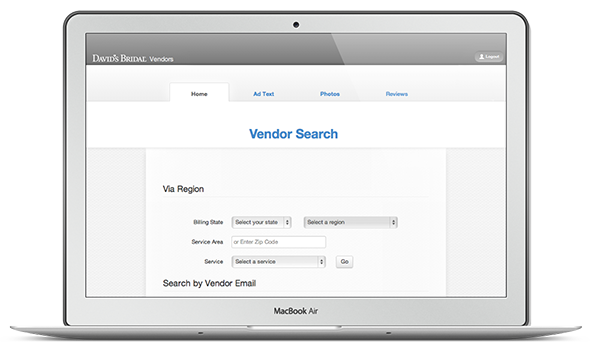 DAVID'S BRIDAL Vendors
Logout
Home Ad Text Photos Reviews
Vendor Search
Via Region
Billing State Select your state Select a region
Service Area or Enter Zip Code
Service Select a service Go
Search by Vendor Email
MacBook Air